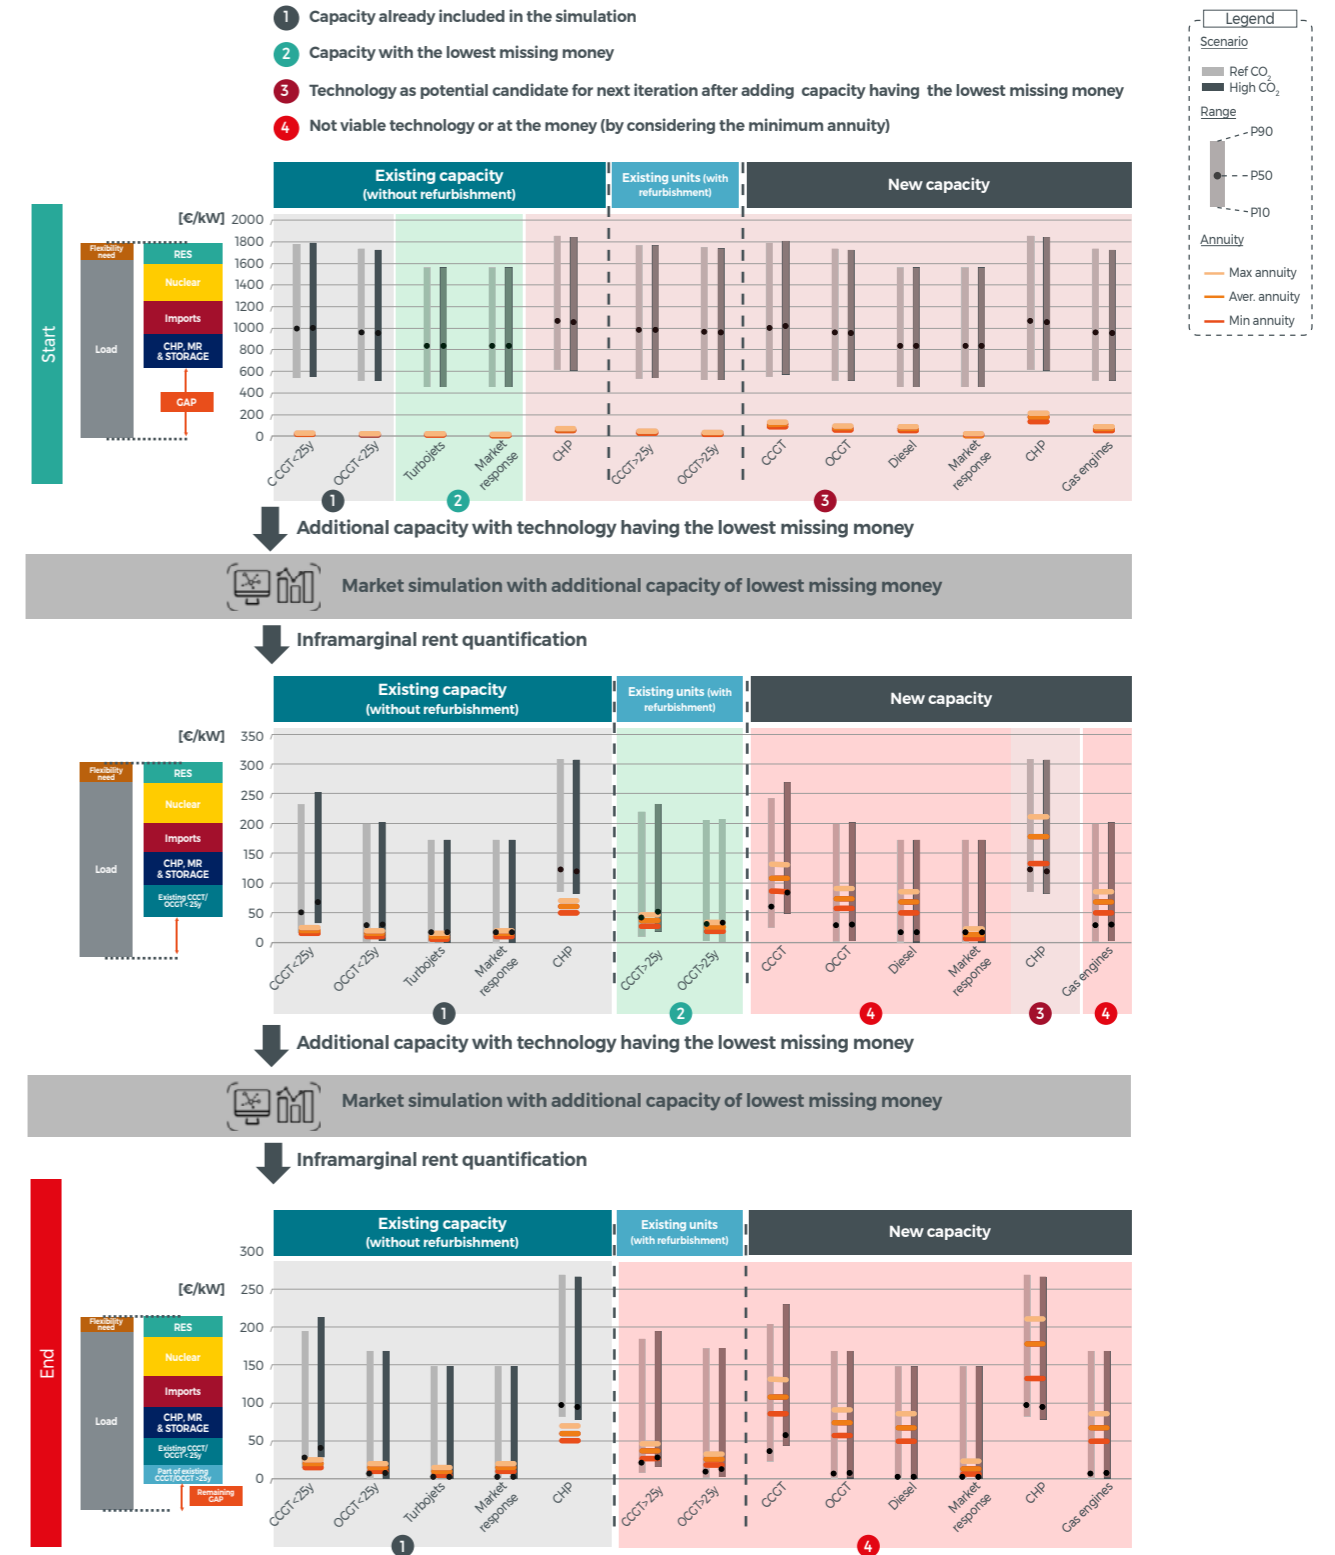 1 Capacity already included in the simulation
2 Capacity with the lowest missing money
3 Technology as potential candidate for next iteration after adding capacity having the lowest missing money
4 Not viable technology or at the money (by considering the minimum annuity)
Legend
Scenario
Ref CO2
High CO2
Range
P90
P50
P10
Annuity
Max annuity
Aver. annuity
Min annuity
Start
Existing capacity
(without refurbishment)
Existing units (with
refurbishment)
New capacity
[€/kW]
2000
1800
1600
1400
1200
1000
800
600
400
200
0
Flexibility
need
Load
RES
Nuclear
Imports
CHP, MR
& STORAGE
GAP
CCGT<25y
OCGT<25y
Turbojets
Market
response
CHP
CCGT>25y
OCGT>25y
CCGT
OCGT
Diesel
Market
response
CHP
Gas engines
1
2
3
Additional capacity with technology having the lowest missing money
Market simulation with additional capacity of lowest missing money
Inframarginal rent quantification
Existing capacity
(without refurbishment)
Existing units (with
refurbishment)
New capacity
[€/kW]
350
300
250
200
150
100
50
0
Flexibility
need
Load
RES
Nuclear
Imports
CHP, MR
& STORAGE
Existing CCCT/
OCGT < 25y
CCGT<25y
OCGT<25y
Turbojets
Market
response
CHP
CCGT>25y
OCGT>25y
CCGT
OCGT
Diesel
Market
response
CHP
Gas engines
1
2
4
3
4
Additional capacity with technology having the lowest missing money
Market simulation with additional capacity of lowest missing money
Inframarginal rent quantification
End
Existing capacity
(without refurbishment)
Existing units
(with refurbishment)
New capacity
[€/kW]
300
250
200
150
100
50
0
Flexibility
need
Load
RES
Nuclear
Imports
CHP, MR
& STORAGE
Existing CCCT/
OCGT < 25y
Part of existing
CCGT/OCGT >25y
Remaining
GAP
CCGT<25y
OCGT<25y
Turbojets
Market
response
CHP
CCGT>25y
OCGT>25y
CCGT
OCGT
Diesel
Market
response
CHP
Gas engines
1
4